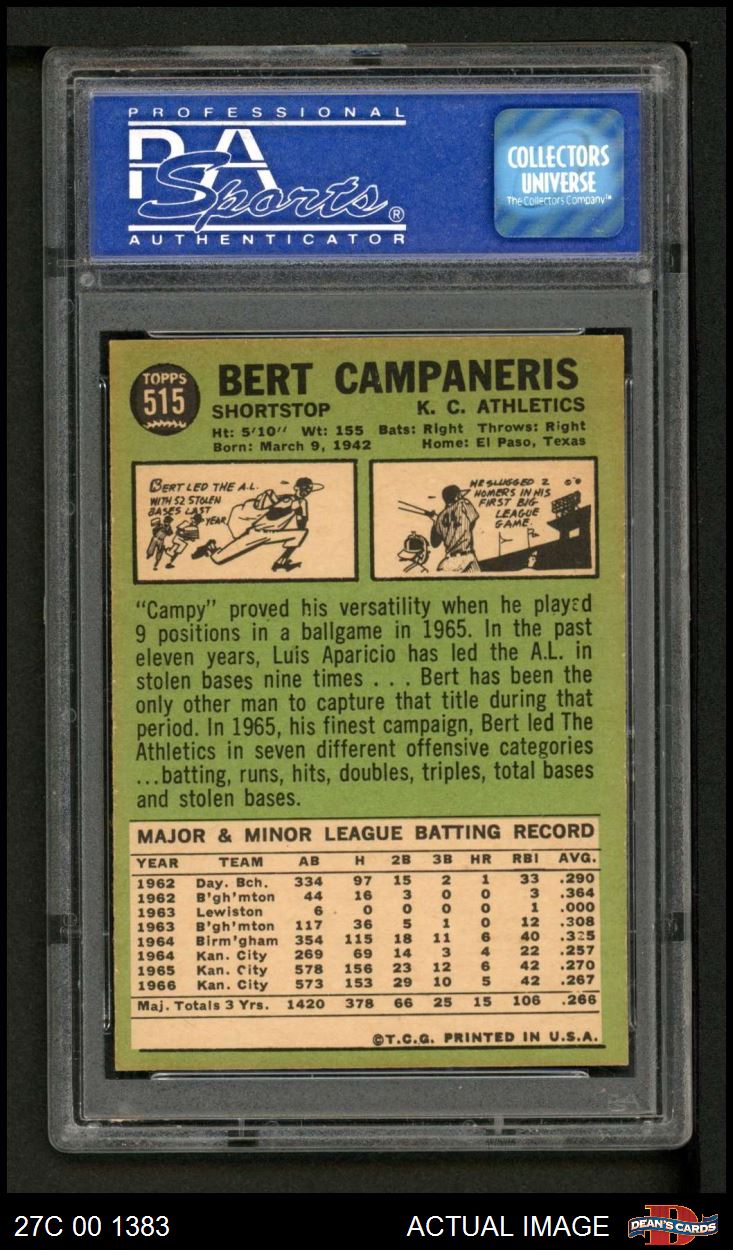 PROFESSIONAL
PSA
Sports®
AUTHENTICATOR
COLLECTORS
UNIVERSE
The Collectors Company™
TOPPS
515
BERT CAMPANERIS
SHORTSTOP K. C. ATHLETICS
Ht: 5'10" Wt: 155 Bats: Right Throws: Right
Born: March 9, 1942 Home: El Paso, Texas
BERT LED THE A.L.
WITH 52 STOLEN
BASES LAST
YEAR
HE SLUGGED 2
HOMERS IN HIS
FIRST BIG
LEAGUE
GAME.
"Campy" proved his versatility when he played
9 positions in a ballgame in 1965. In the past
eleven years, Luis Aparicio has led the A.L. in
stolen bases nine times . . . Bert has been the
only other man to capture that title during that
period. In 1965, his finest campaign, Bert led The
Athletics in seven different offensive categories
...batting, runs, hits, doubles, triples, total bases
and stolen bases.
MAJOR & MINOR LEAGUE BATTING RECORD
YEAR TEAM AB H 2B 3B HR RBI AVG.
1962 Day. Bch. 334 97 15 2 1 33 .290
1962 B'gh'mton 44 16 3 0 0 3 .364
1963 Lewiston 6 0 0 0 0 1 .000
1963 B'gh'mton 117 36 5 1 0 12 .308
1964 Birm'gham 354 115 18 11 6 40 .325
1964 Kan. City 269 69 14 3 4 22 .257
1965 Kan. City 578 156 23 12 6 42 .270
1966 Kan. City 573 153 29 10 5 42 .267
Maj. Totals 3 Yrs. 1420 378 66 25 15 106 .266
©T.C.G. PRINTED IN U.S.A.
PSA
27C 00 1383 ACTUAL IMAGE
DEAN'S CARDS